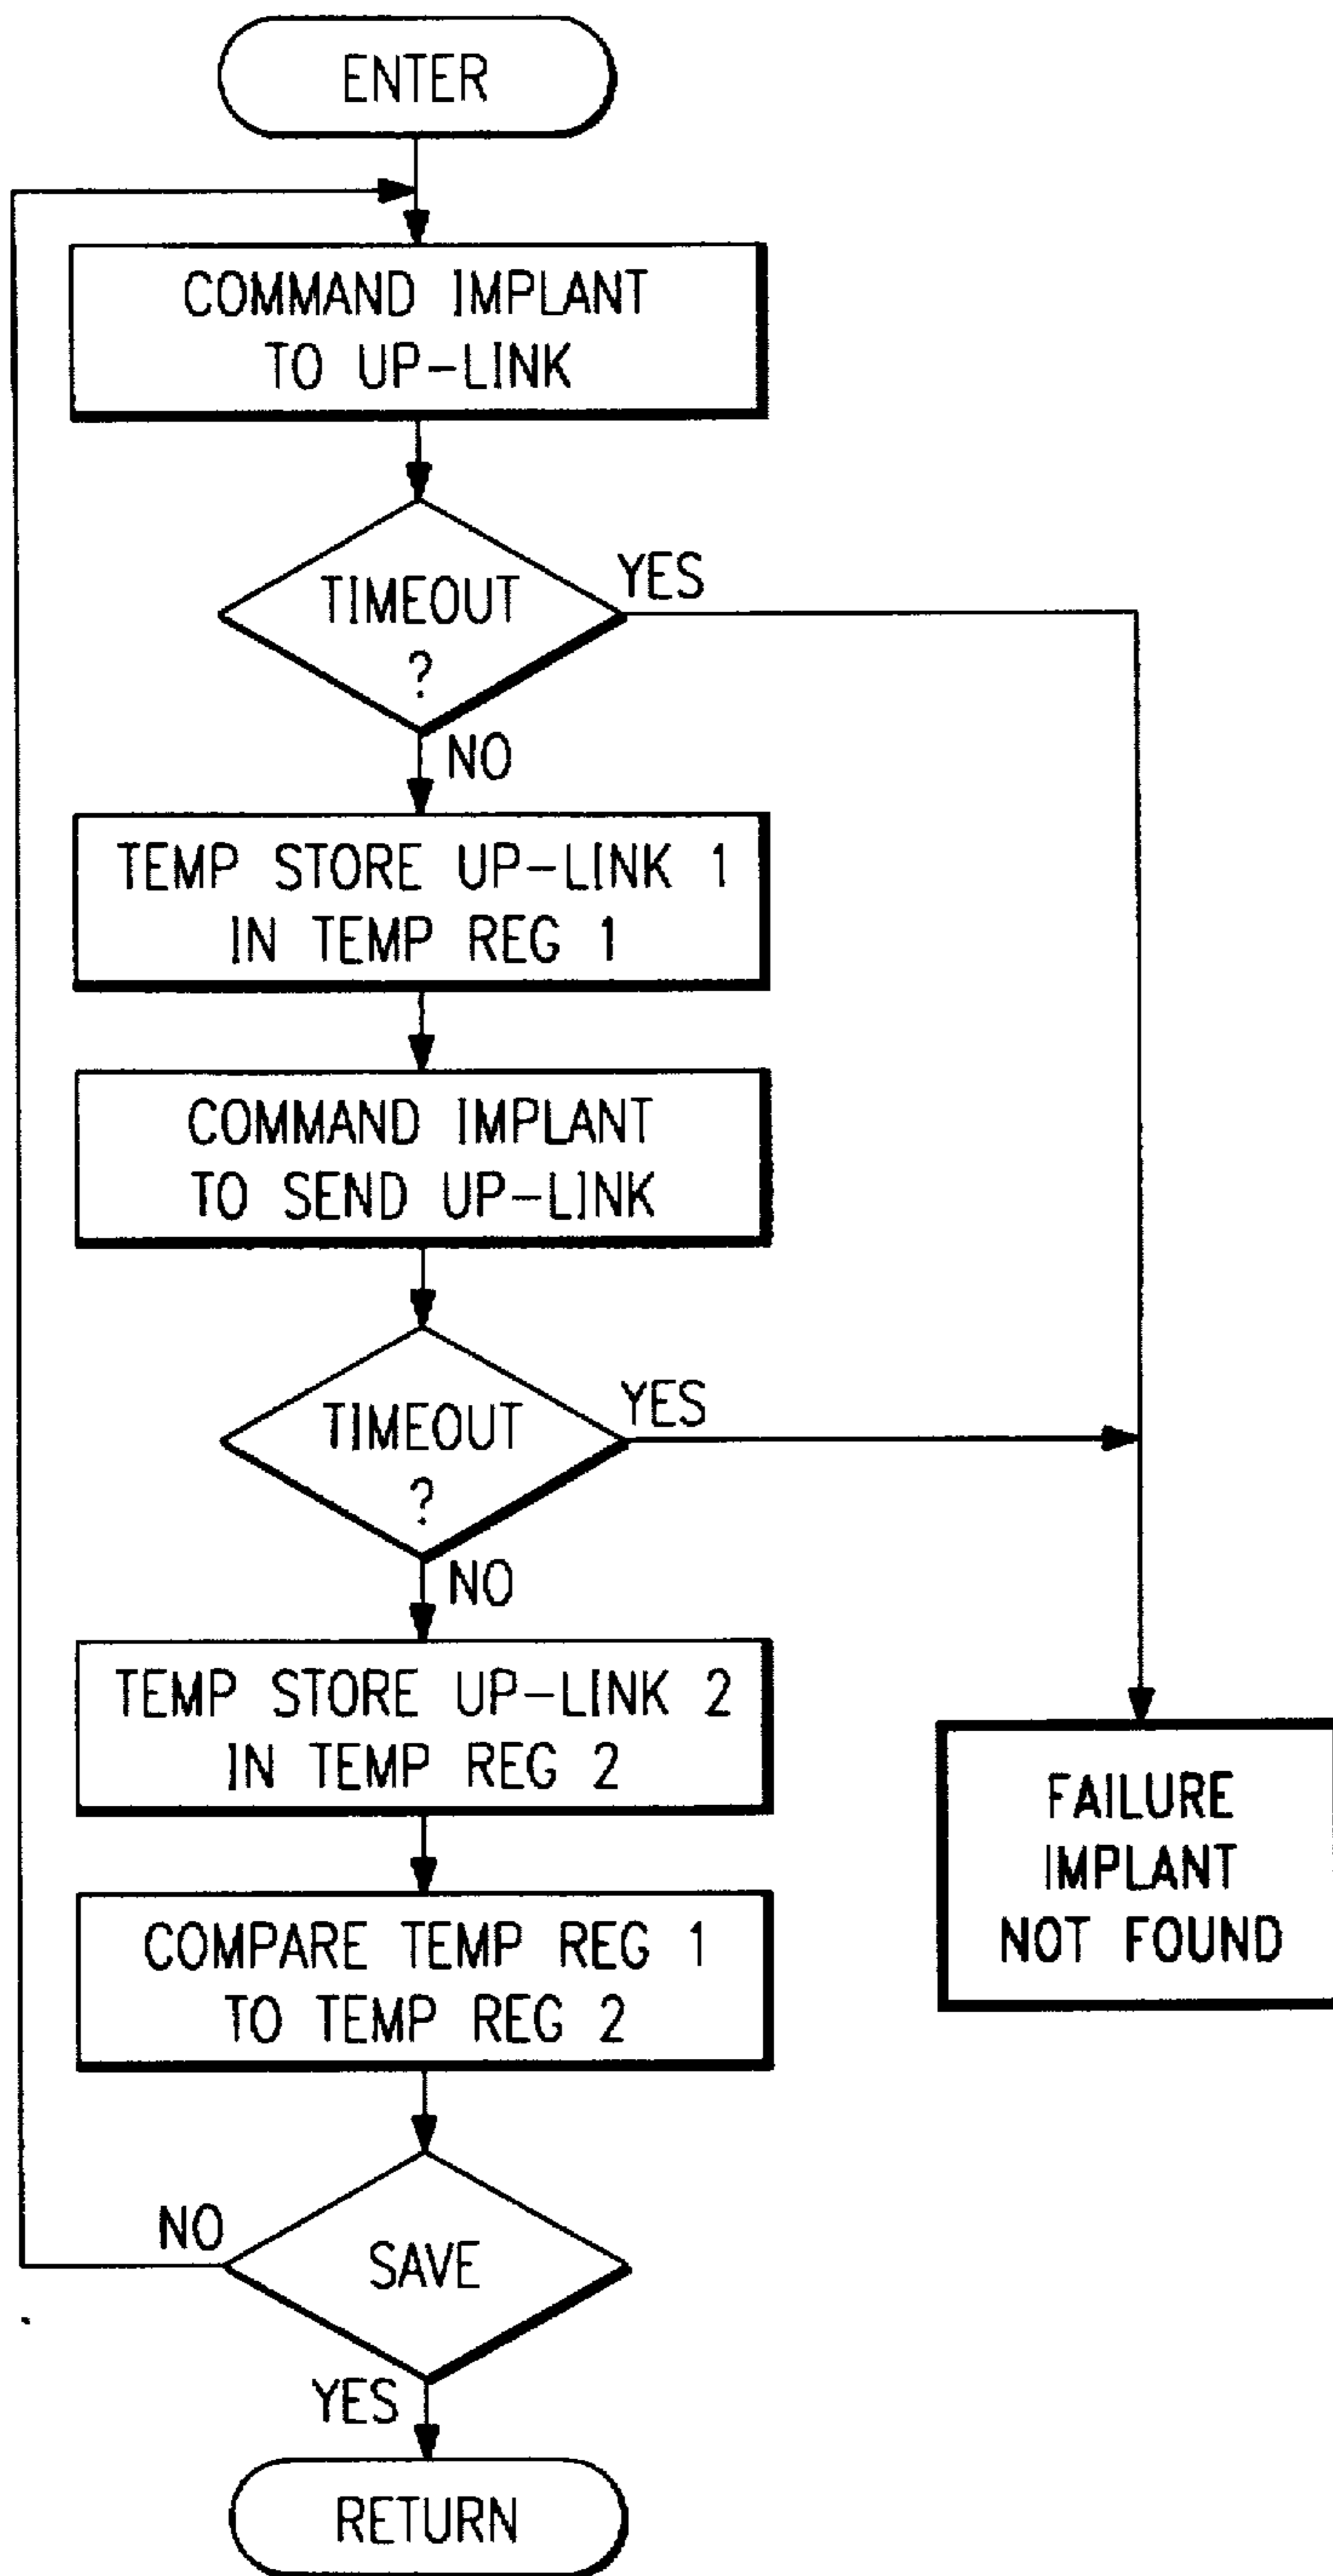 ENTER
COMMAND IMPLANT
TO UP-LINK
TIMEOUT
?
YES
NO
TEMP STORE UP-LINK 1
IN TEMP REG 1
COMMAND IMPLANT
TO SEND UP-LINK
TIMEOUT
?
YES
NO
TEMP STORE UP-LINK 2
IN TEMP REG 2
FAILURE
IMPLANT
NOT FOUND
COMPARE TEMP REG 1
TO TEMP REG 2
NO
SAVE
YES
RETURN